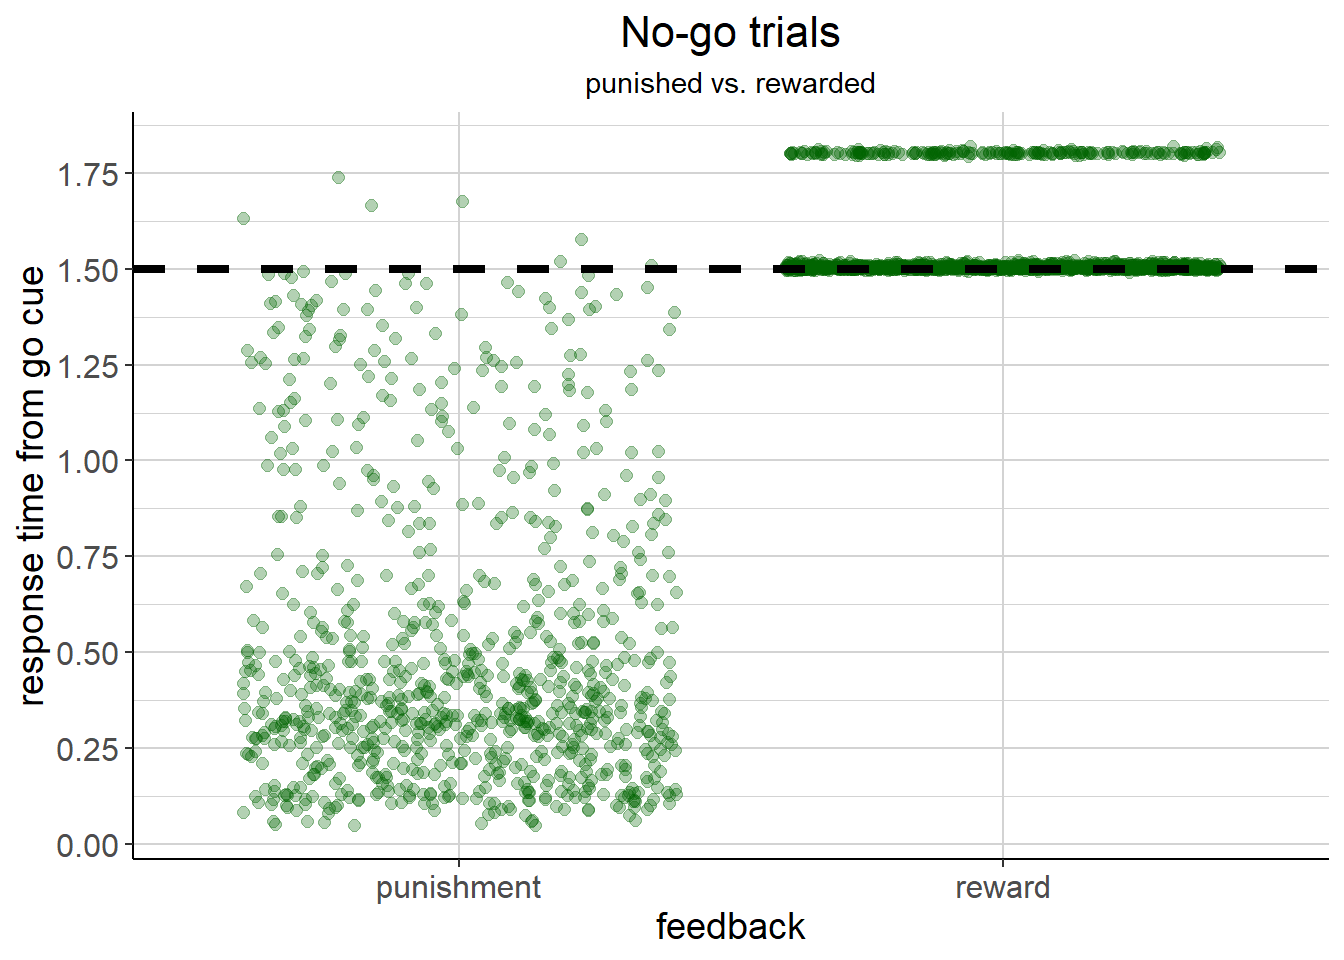 No-go trials
punished vs. rewarded
response time from go cue
1.75
1.50
1.25
1.00
0.75
0.50
0.25
0.00
punishment
reward
feedback